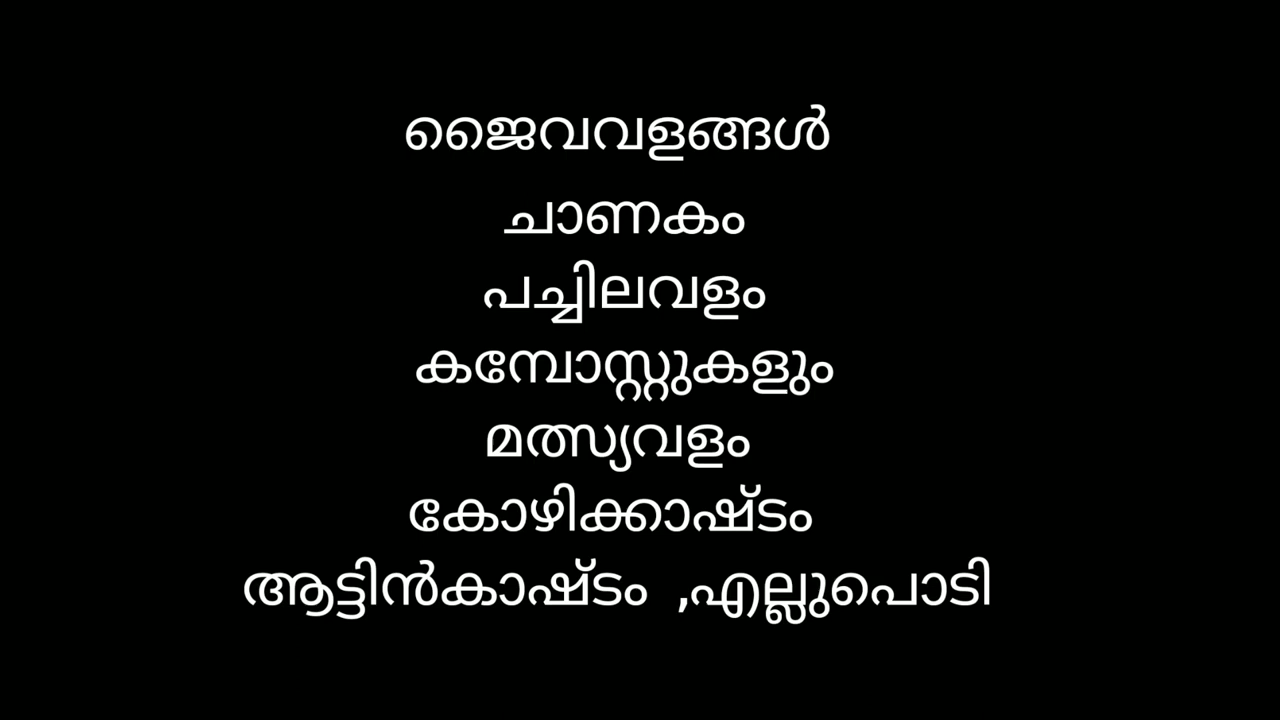 ജൈവവളങ്ങൾ
ചാണകം
പച്ചിലവളം
കമ്പോസ്റ്റുകളും
മത്സ്യവളം
കോഴിക്കാഷ്ടം
ആട്ടിൻകാഷ്ടം ,എല്ലുപൊടി